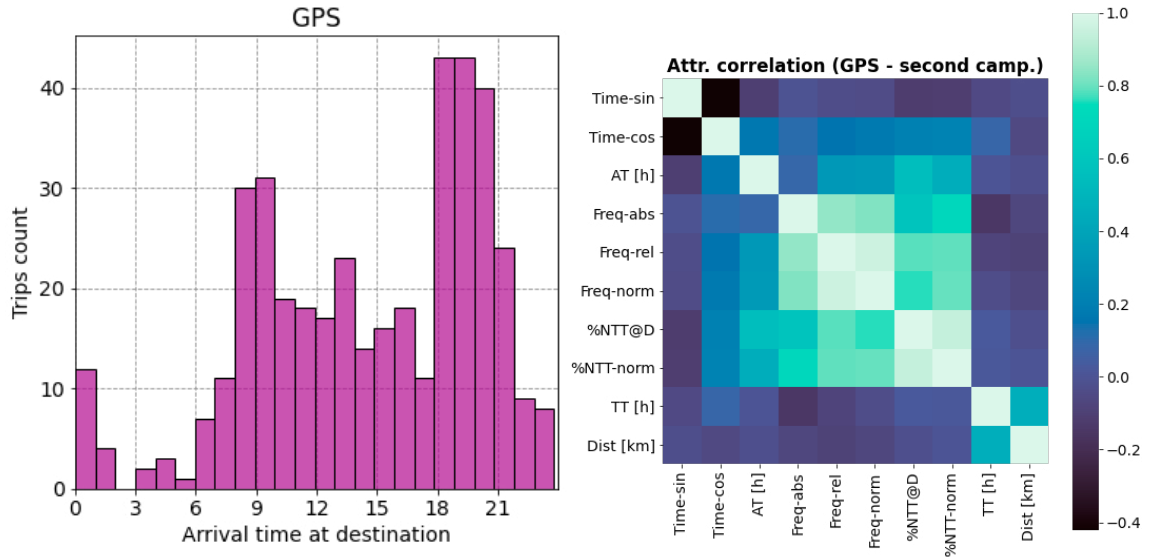 GPS
Trips count
40
30
20
10
0
0 3 6 9 12 15 18 21
Arrival time at destination
Attr. correlation (GPS - second camp.)
Time-sin
Time-cos
AT [h]
Freq-abs
Freq-rel
Freq-norm
%NTT@D
%NTT-norm
TT [h]
Dist [km]
Time-sin
Time-cos
AT [h]
Freq-abs
Freq-rel
Freq-norm
%NTT@D
%NTT-norm
TT [h]
Dist [km]
1.0
0.8
0.6
0.4
0.2
0.0
−0.2
−0.4